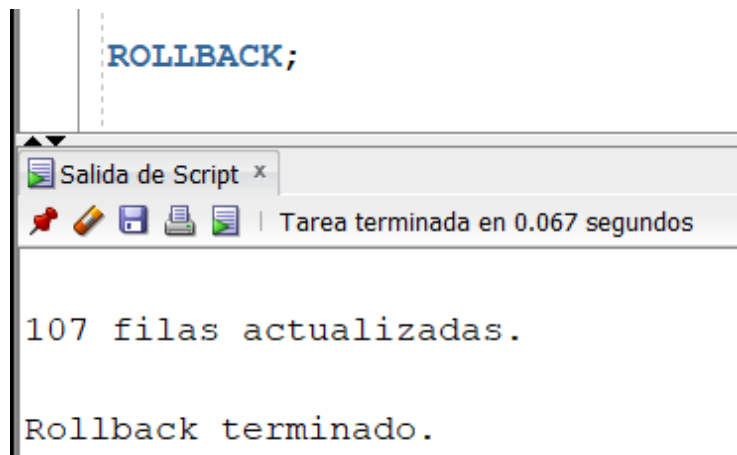 ROLLBACK;
Salida de Script x
Tarea terminada en 0.067 segundos
107 filas actualizadas.
Rollback terminado.